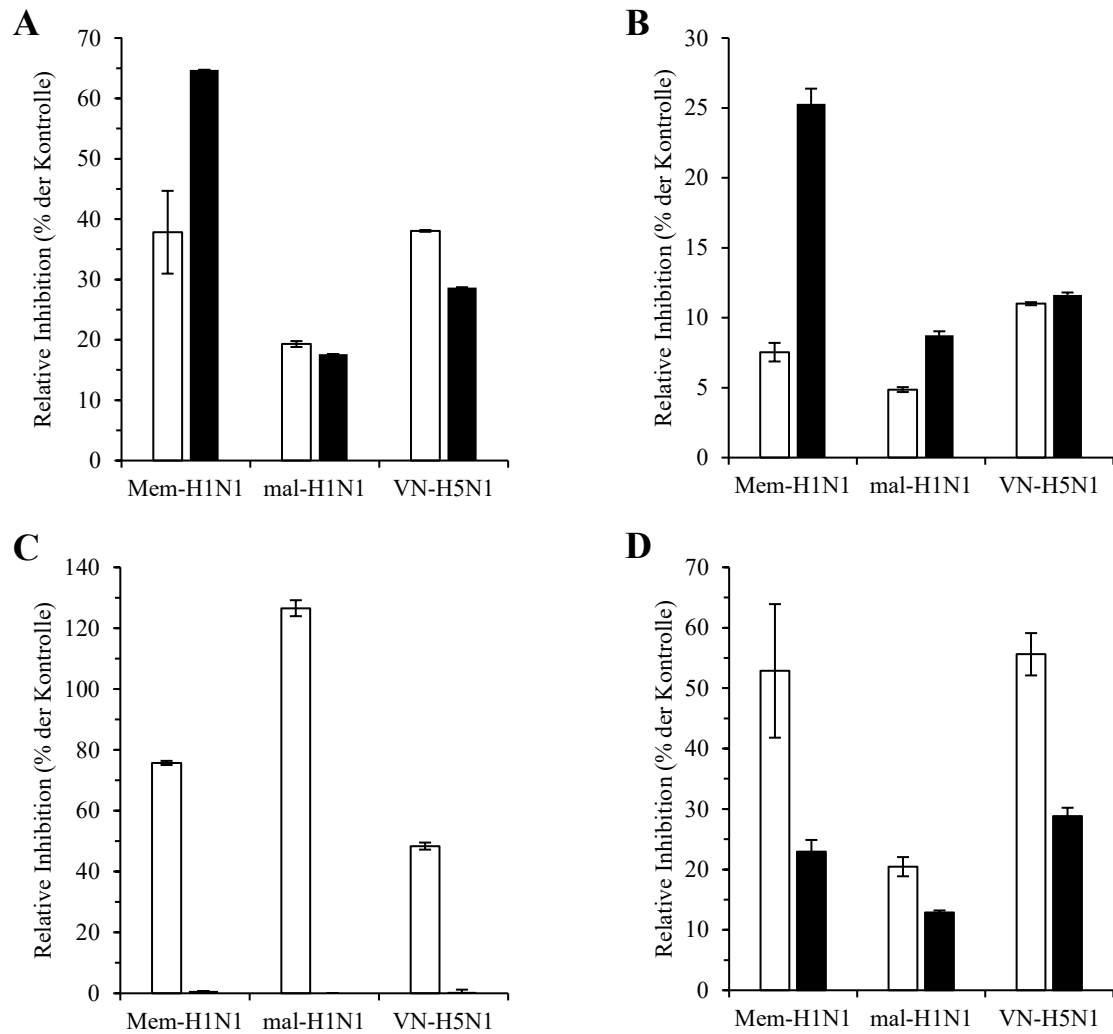 A
Relative Inhibition (% der Kontrolle)
70
60
50
40
30
20
10
0
Mem-H1N1 mal-H1N1 VN-H5N1
B
Relative Inhibition (% der Kontrolle)
30
25
20
15
10
5
0
Mem-H1N1 mal-H1N1 VN-H5N1
C
Relative Inhibition (% der Kontrolle)
140
120
100
80
60
40
20
0
Mem-H1N1 mal-H1N1 VN-H5N1
D
Relative Inhibition (% der Kontrolle)
70
60
50
40
30
20
10
0
Mem-H1N1 mal-H1N1 VN-H5N1